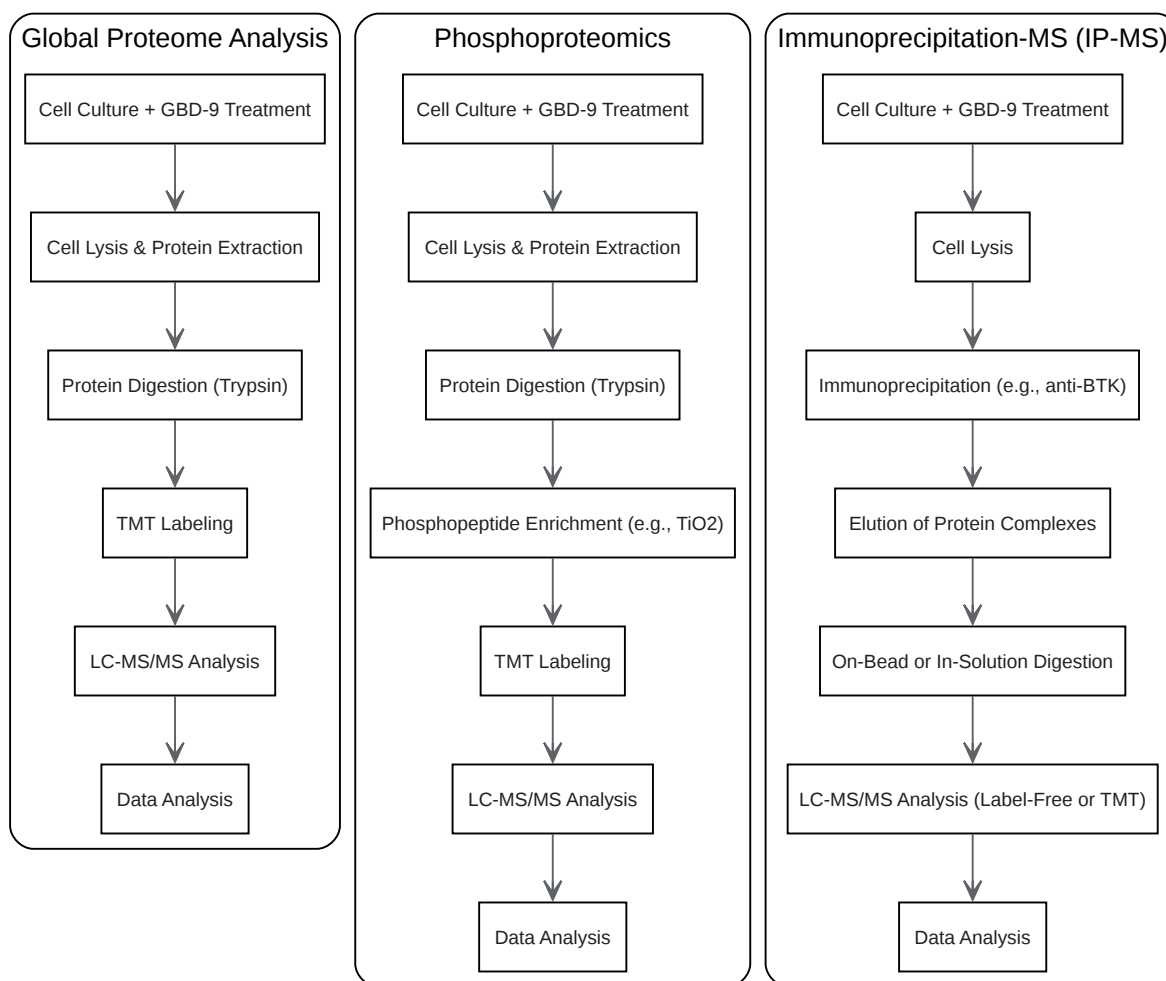 Global Proteome Analysis
Cell Culture + GBD-9 Treatment
Cell Lysis & Protein Extraction
Protein Digestion (Trypsin)
TMT Labeling
LC-MS/MS Analysis
Data Analysis
Phosphoproteomics
Cell Culture + GBD-9 Treatment
Cell Lysis & Protein Extraction
Protein Digestion (Trypsin)
Phosphopeptide Enrichment (e.g., TiO2)
TMT Labeling
LC-MS/MS Analysis
Data Analysis
Immunoprecipitation-MS (IP-MS)
Cell Culture + GBD-9 Treatment
Cell Lysis
Immunoprecipitation (e.g., anti-BTK)
Elution of Protein Complexes
On-Bead or In-Solution Digestion
LC-MS/MS Analysis (Label-Free or TMT)
Data Analysis